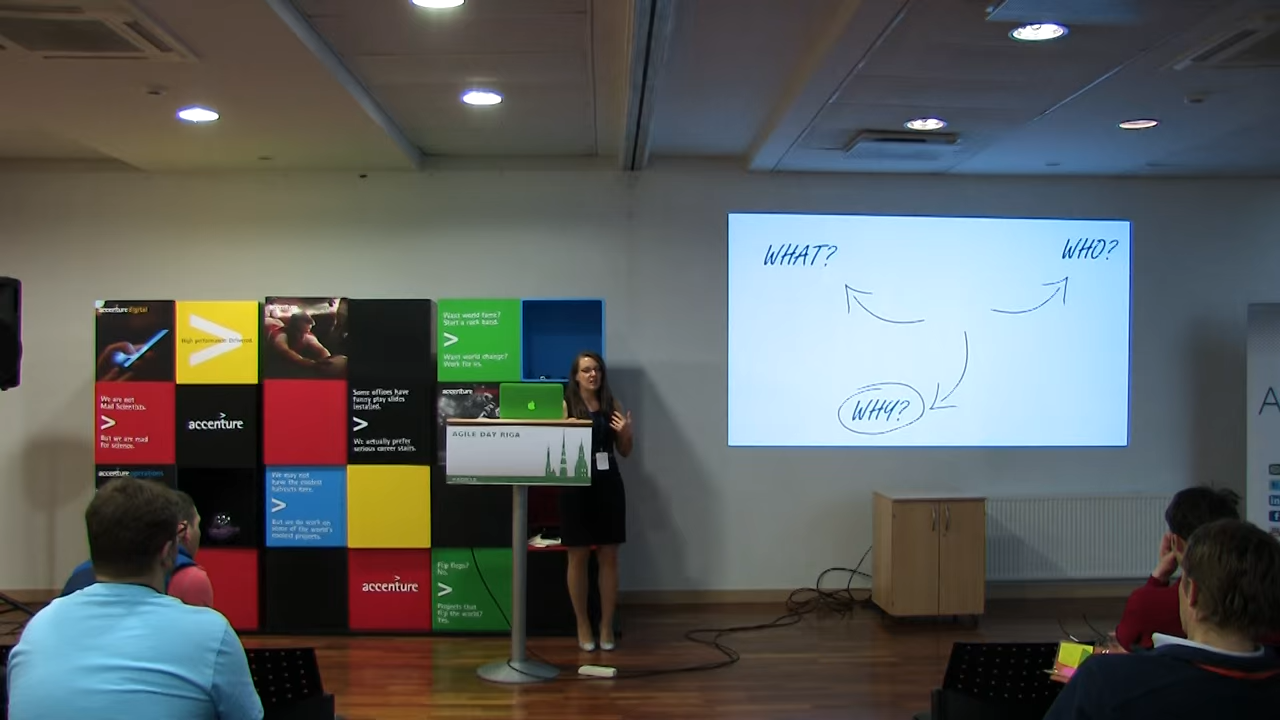 WHAT?
WHO?
WHY?
accenturedigital
High performance. Delivered.
Want world fame?
Start a rock band.
>
Want world change?
Work for us.
We are not
Mad Scientists.
>
But we are mad
for science.
accenture
Some offices have
funny play slides
installed.
>
We actually prefer
serious career stairs.
accenture
AGILE DAY RIGA
accentureoperations
We may not
have the coolest
haircuts here.
>
But we do work on
some of the world's
coolest projects.
accenture
Flip flops?
No.
>
Projects that
flip the world?
Yes.
A